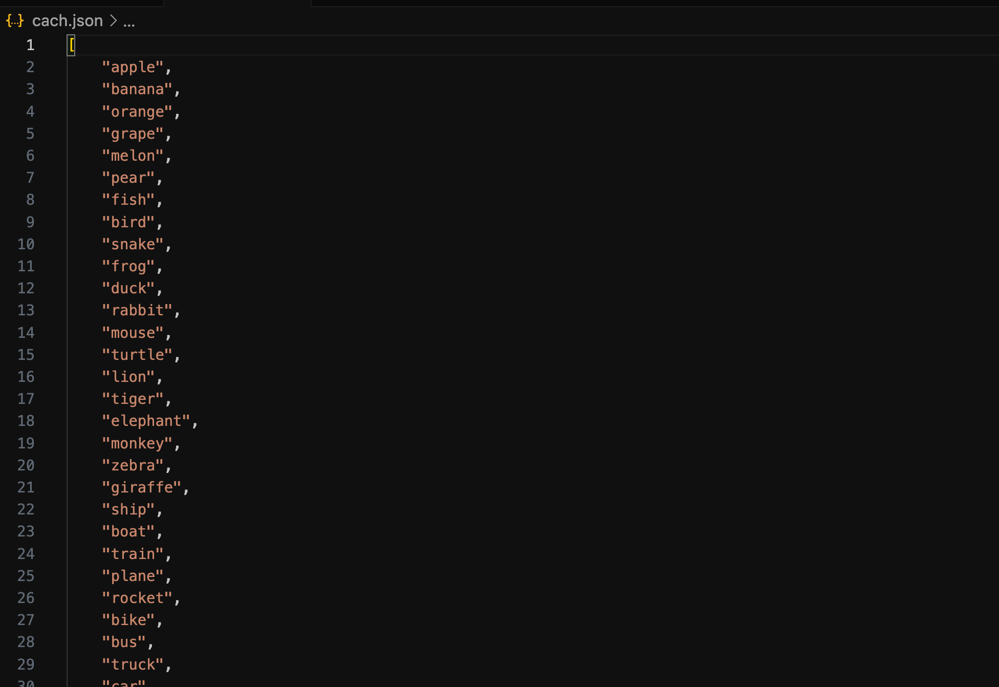 {...} cach.json > ...
1 [
2 "apple",
3 "banana",
4 "orange",
5 "grape",
6 "melon",
7 "pear",
8 "fish",
9 "bird",
10 "snake",
11 "frog",
12 "duck",
13 "rabbit",
14 "mouse",
15 "turtle",
16 "lion",
17 "tiger",
18 "elephant",
19 "monkey",
20 "zebra",
21 "giraffe",
22 "ship",
23 "boat",
24 "train",
25 "plane",
26 "rocket",
27 "bike",
28 "bus",
29 "truck",
30 "car"